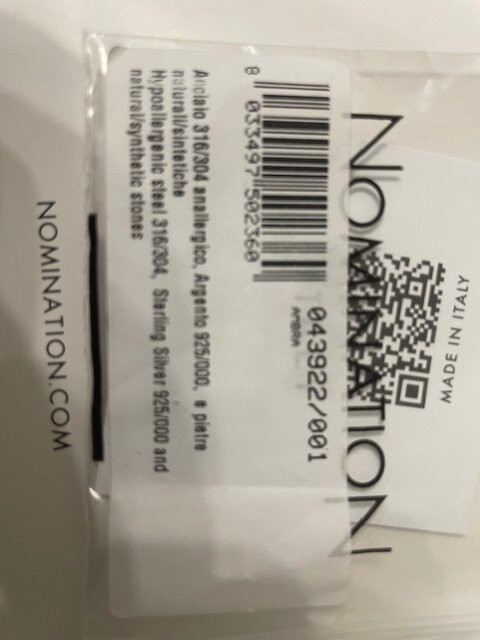 NOMINATION
MADE IN ITALY
043922/001
AMBRA
8 033497 502360
Acciaio 316/304 anallergico, Argento 925/000, e pietre
naturali/sintetiche
Hypoallergenic steel 316/304, Sterling Silver 925/000 and
natural/synthetic stones
NOMINATION.COM